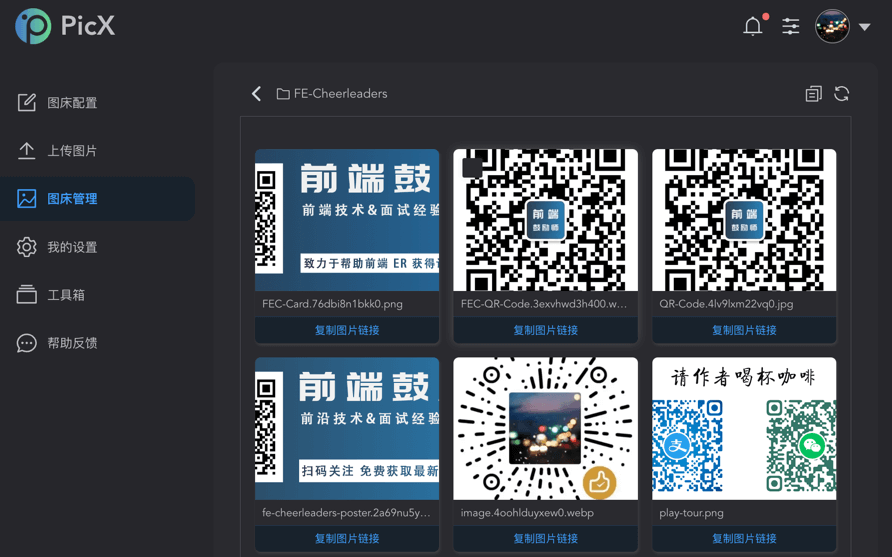 PicX
图床配置
上传图片
图床管理
我的设置
工具箱
帮助反馈
FE-Cheerleaders
前端鼓
前端技术&面试经验
致力于帮助前端 ER 获得
FEC-Card.76dbi8n1bkk0.png
复制图片链接
前端
鼓励师
FEC-QR-Code.3exvhwd3h400.w...
复制图片链接
前端
鼓励师
QR-Code.4lv9lxm22vq0.jpg
复制图片链接
前端鼓
前沿技术&面试经验
扫码关注 免费获取最新
fe-cheerleaders-poster.2a69nu5y...
复制图片链接
image.4oohlduyxew0.webp
复制图片链接
请作者喝杯咖啡
支
play-tour.png
复制图片链接